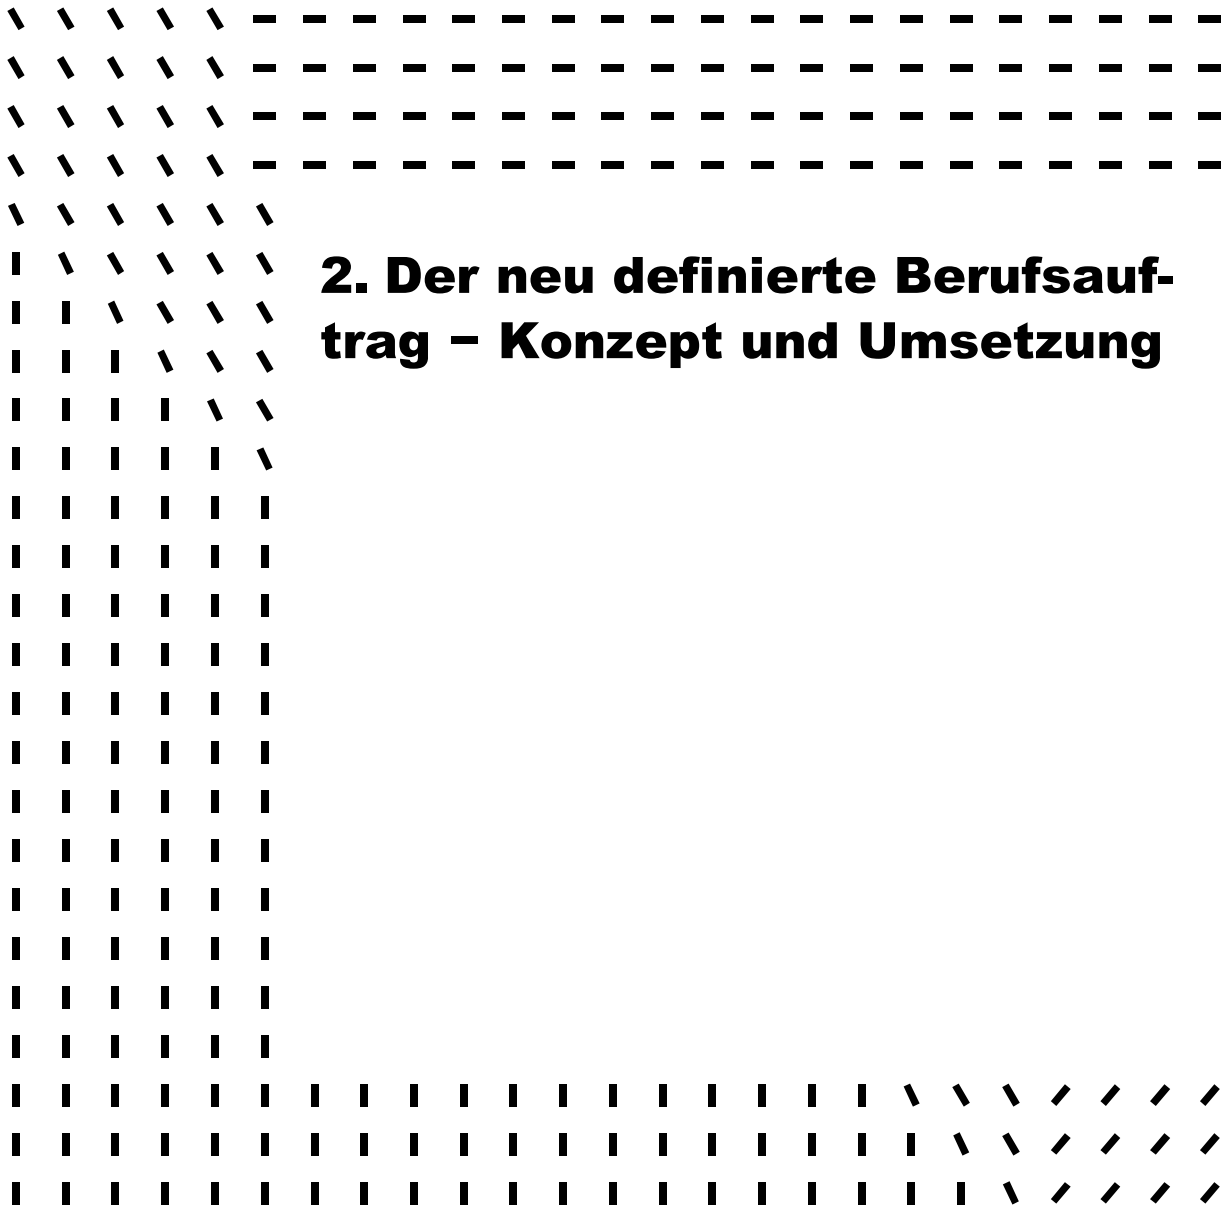 2. Der neu definierte Berufsauf-
trag – Konzept und Umsetzung